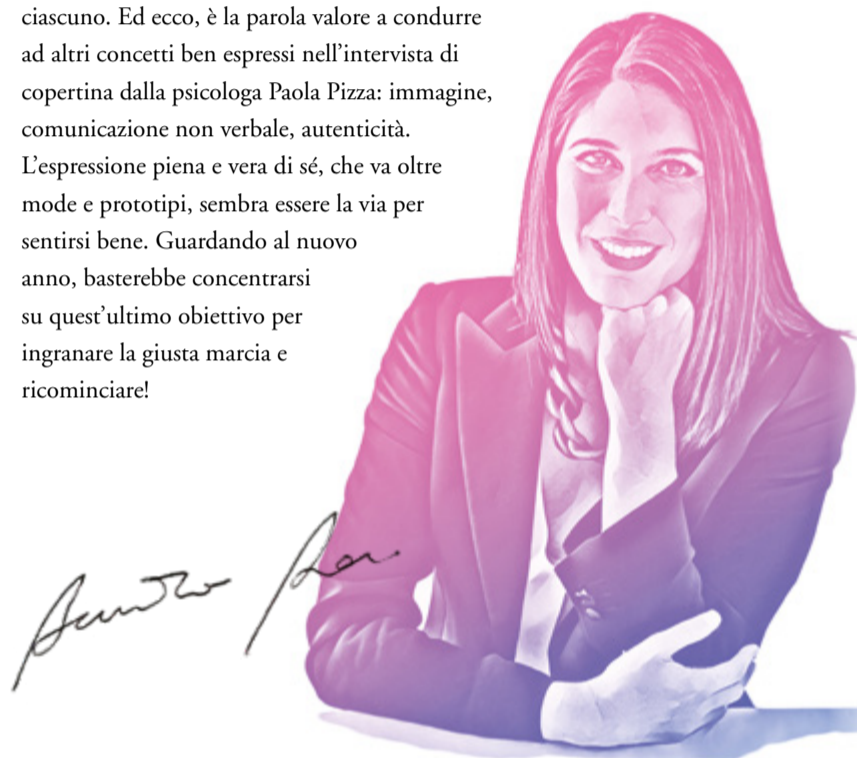 ciascuno. Ed ecco, è la parola valore a condurre
ad altri concetti ben espressi nell’intervista di
copertina dalla psicologa Paola Pizza: immagine,
comunicazione non verbale, autenticità.
L’espressione piena e vera di sé, che va oltre
mode e prototipi, sembra essere la via per
sentirsi bene. Guardando al nuovo
anno, basterebbe concentrarsi
su quest’ultimo obiettivo per
ingranare la giusta marcia e
ricominciare!